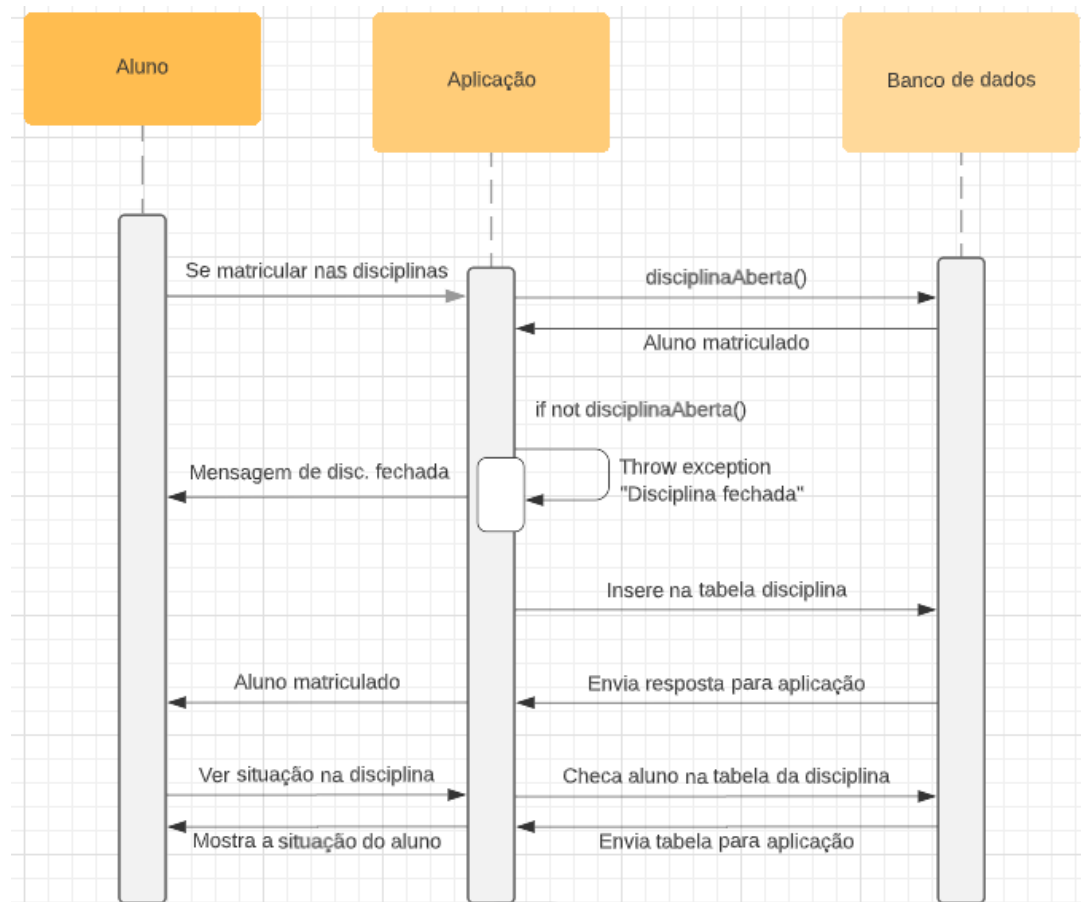 Aluno
Aplicação
Banco de dados
Se matricular nas disciplinas
disciplinaAberta()
Aluno matriculado
if not disciplinaAberta()
Mensagem de disc. fechada
Throw exception
"Disciplina fechada"
Insere na tabela disciplina
Aluno matriculado
Envia resposta para aplicação
Ver situação na disciplina
Checa aluno na tabela da disciplina
Mostra a situação do aluno
Envia tabela para aplicação